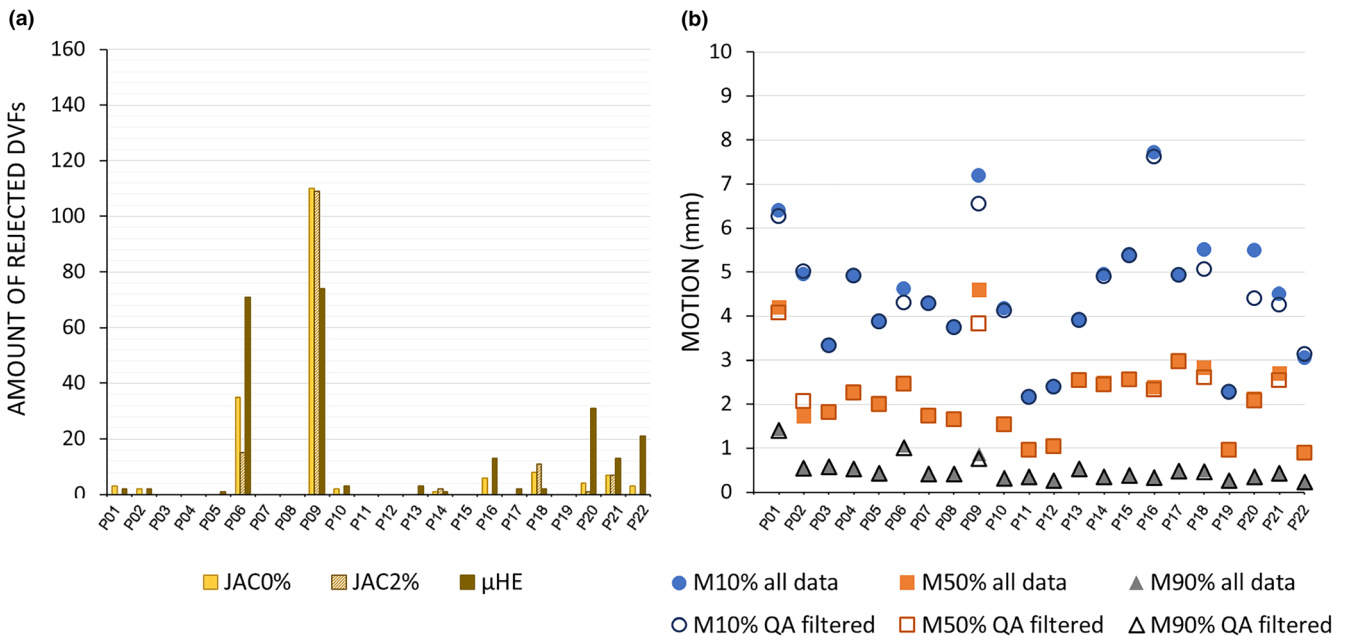 (a)
160
140
120
100
80
60
40
20
0
AMOUNT OF REJECTED DVFs
P01 P02 P03 P04 P05 P06 P07 P08 P09 P10 P11 P12 P13 P14 P15 P16 P17 P18 P19 P20 P21 P22
JAC0% JAC2% μHE
(b)
10
9
8
7
6
5
4
3
2
1
0
MOTION (mm)
P01 P02 P03 P04 P05 P06 P07 P08 P09 P10 P11 P12 P13 P14 P15 P16 P17 P18 P19 P20 P21 P22
M10% all data M50% all data M90% all data
M10% QA filtered M50% QA filtered M90% QA filtered